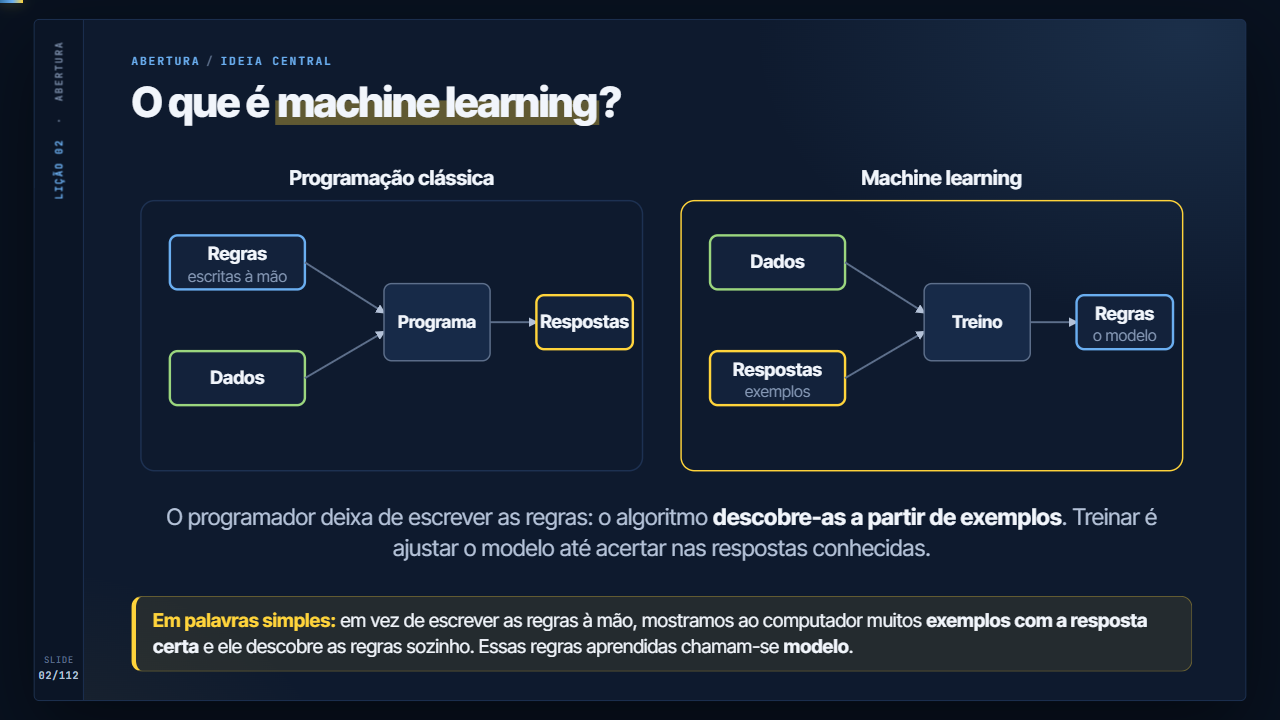 LIÇÃO 02 · ABERTURA
ABERTURA / IDEIA CENTRAL
O que é machine learning?
Programação clássica
Regras
escritas à mão
Dados
Programa
Respostas
Machine learning
Dados
Respostas
exemplos
Treino
Regras
o modelo
O programador deixa de escrever as regras: o algoritmo descobre-as a partir de exemplos. Treinar é
ajustar o modelo até acertar nas respostas conhecidas.
Em palavras simples: em vez de escrever as regras à mão, mostramos ao computador muitos exemplos com a resposta
certa e ele descobre as regras sozinho. Essas regras aprendidas chamam-se modelo.
SLIDE
02/112